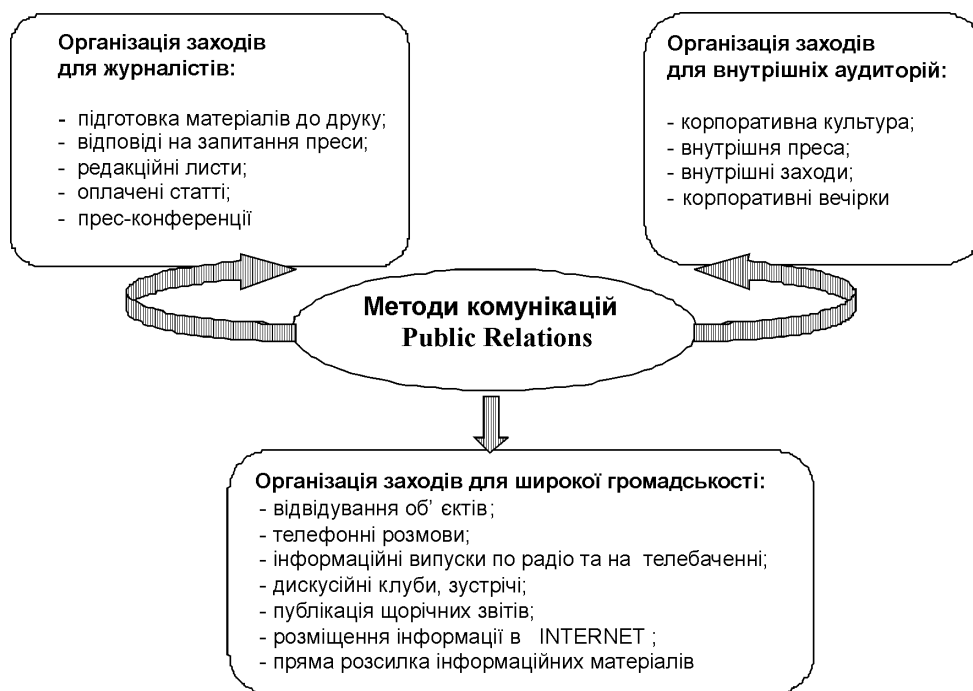 Організація заходів
для журналістів:
- підготовка матеріалів до друку;
- відповіді на запитання преси;
- редакційні листи;
- оплачені статті;
- прес-конференції
Організація заходів
для внутрішніх аудиторій:
- корпоративна культура;
- внутрішня преса;
- внутрішні заходи;
- корпоративні вечірки
Методи комунікацій
Public Relations
Організація заходів для широкої громадськості:
- відвідування об' єктів;
- телефонні розмови;
- інформаційні випуски по радіо та на телебаченні;
- дискусійні клуби, зустрічі;
- публікація щорічних звітів;
- розміщення інформації в INTERNET ;
- пряма розсилка інформаційних матеріалів